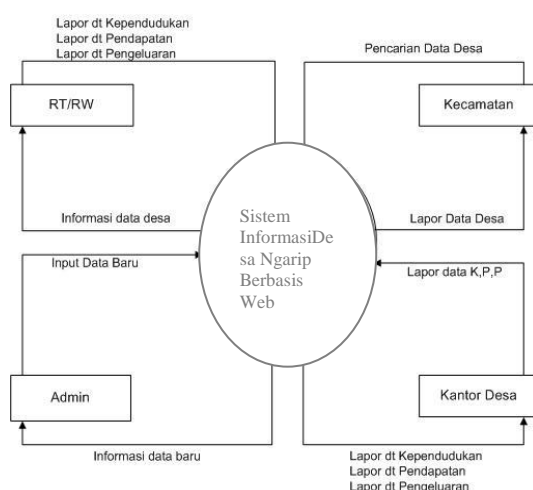 Lapor dt Kependudukan
Lapor dt Pendapatan
Lapor dt Pengeluaran
Pencarian Data Desa
RT/RW
Kecamatan
Informasi data desa
Lapor Data Desa
Sistem
InformasiDe
sa Ngarip
Berbasis
Web
Input Data Baru
Lapor data K,P,P
Admin
Kantor Desa
Informasi data baru
Lapor dt Kependudukan
Lapor dt Pendapatan
Lapor dt Pengeluaran